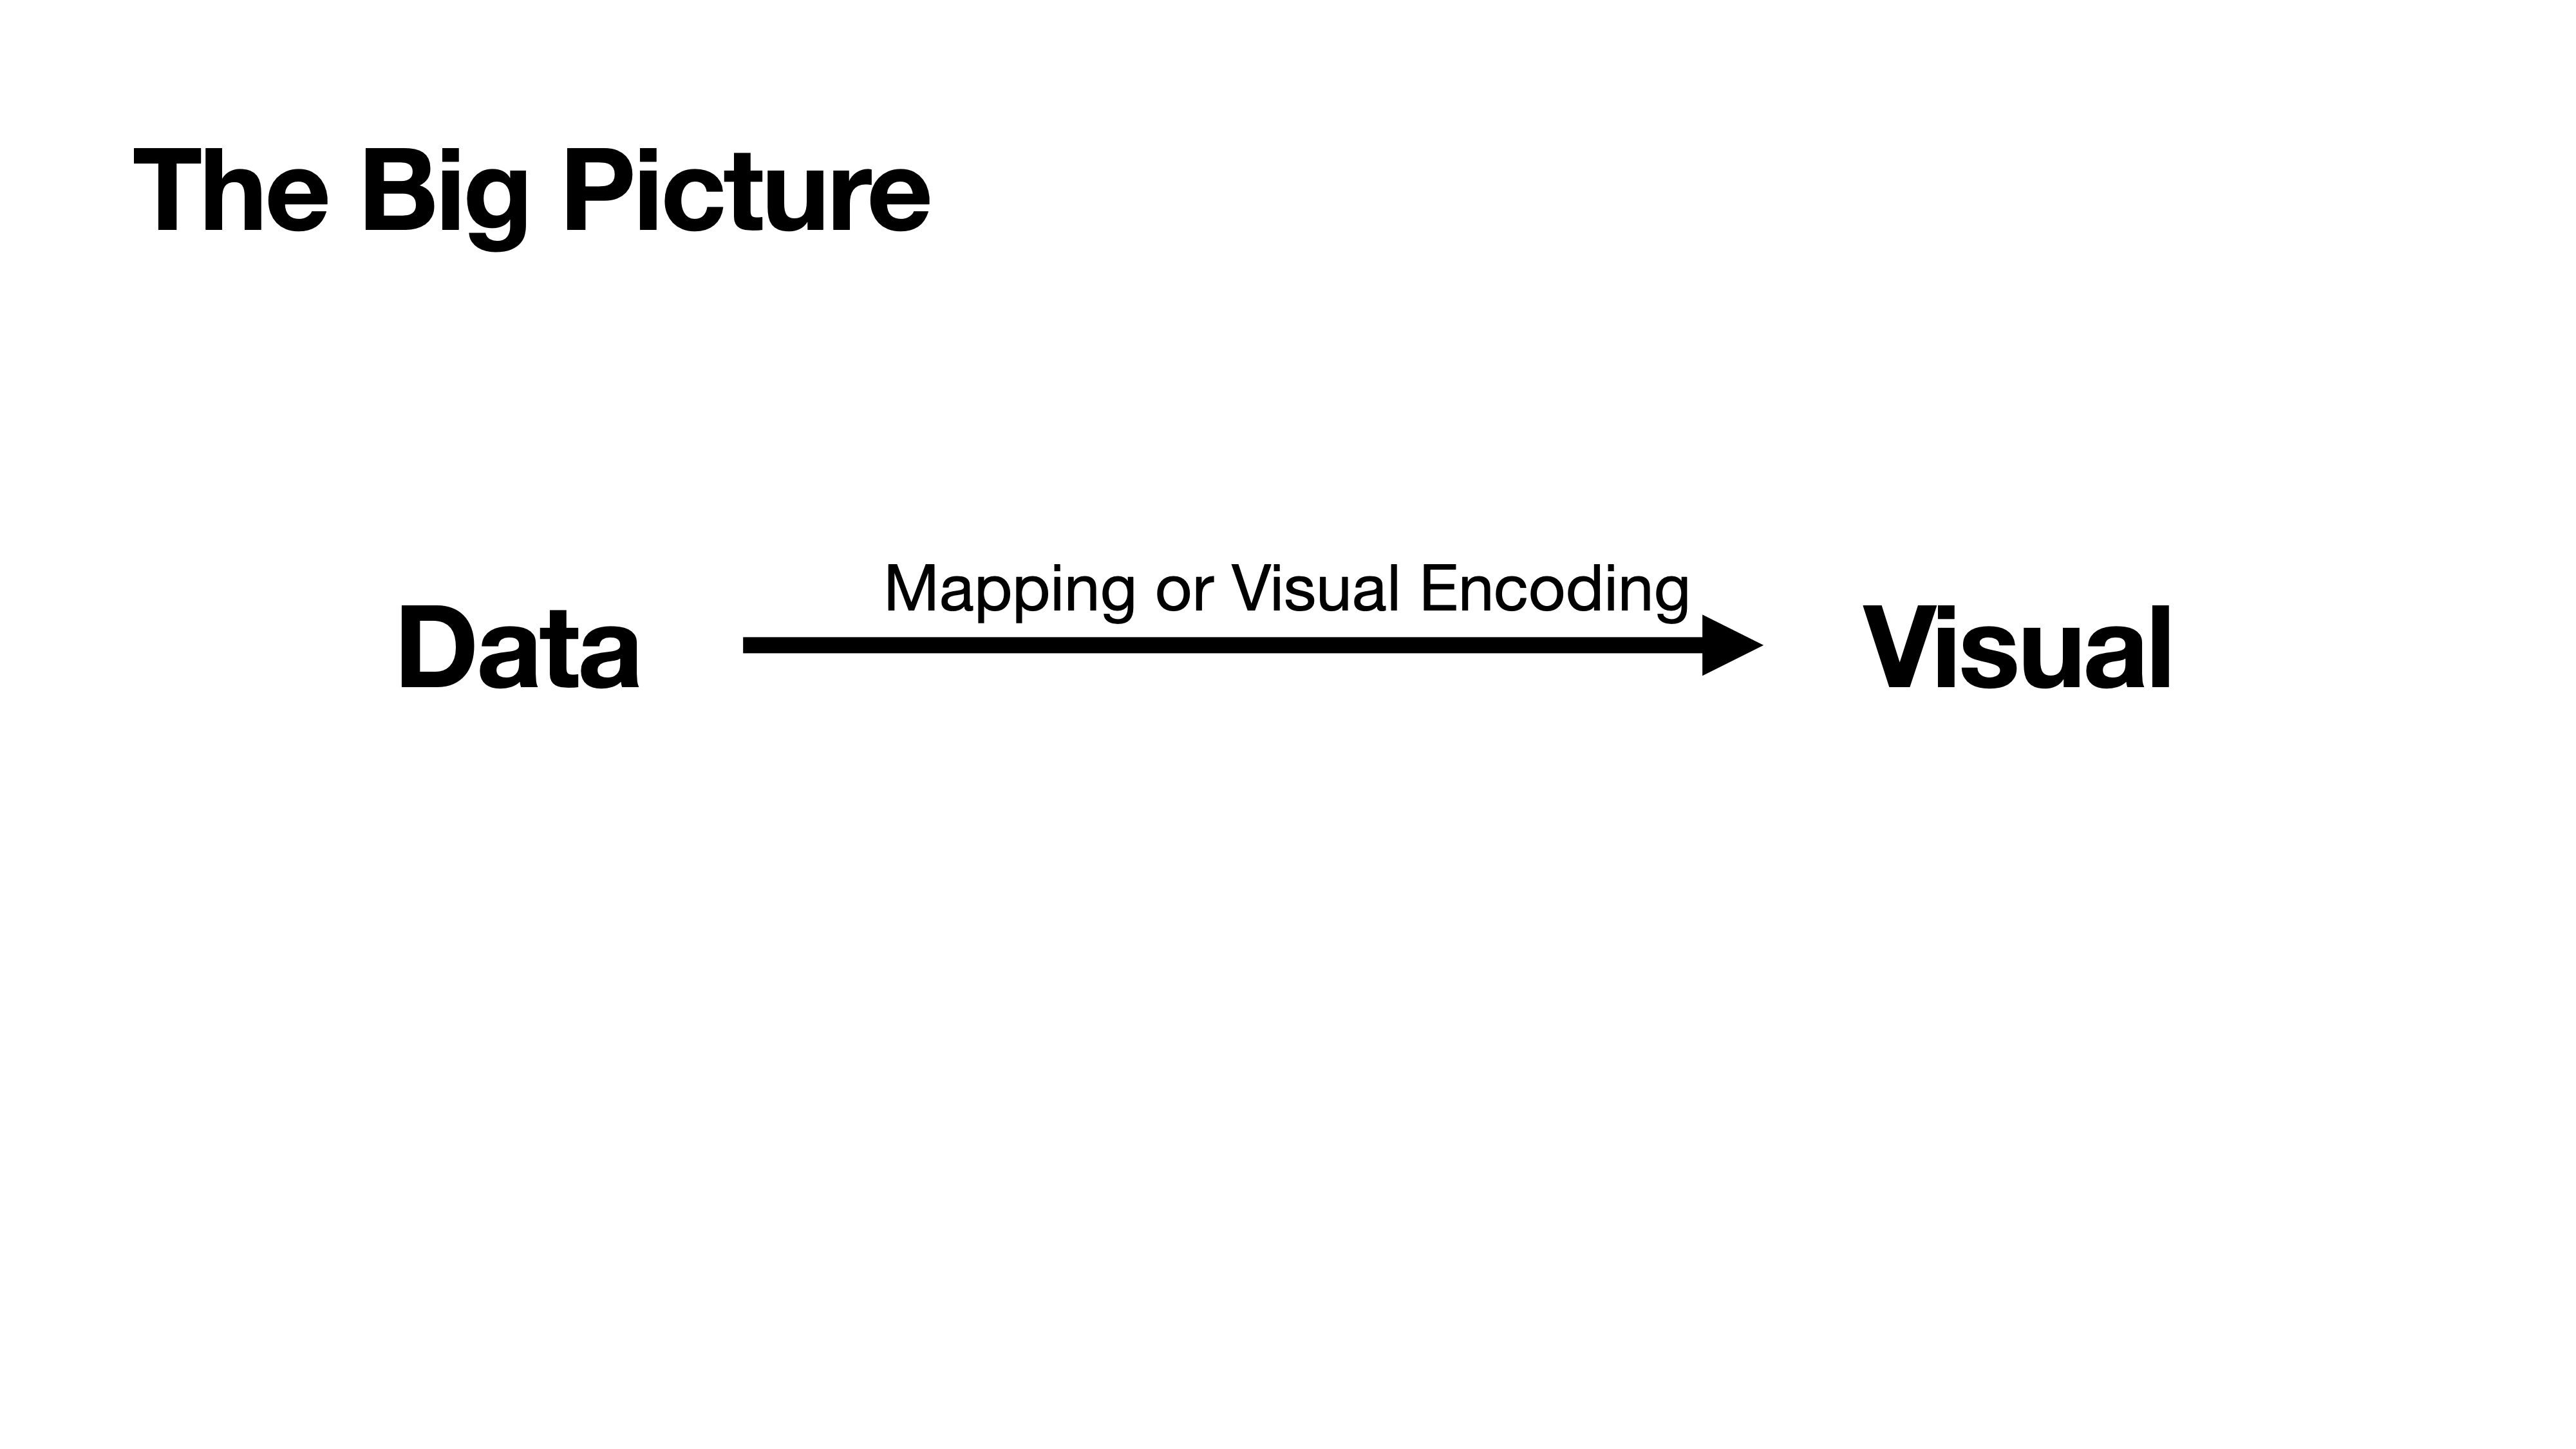 The Big Picture
Mapping or Visual Encoding
Data
Visual